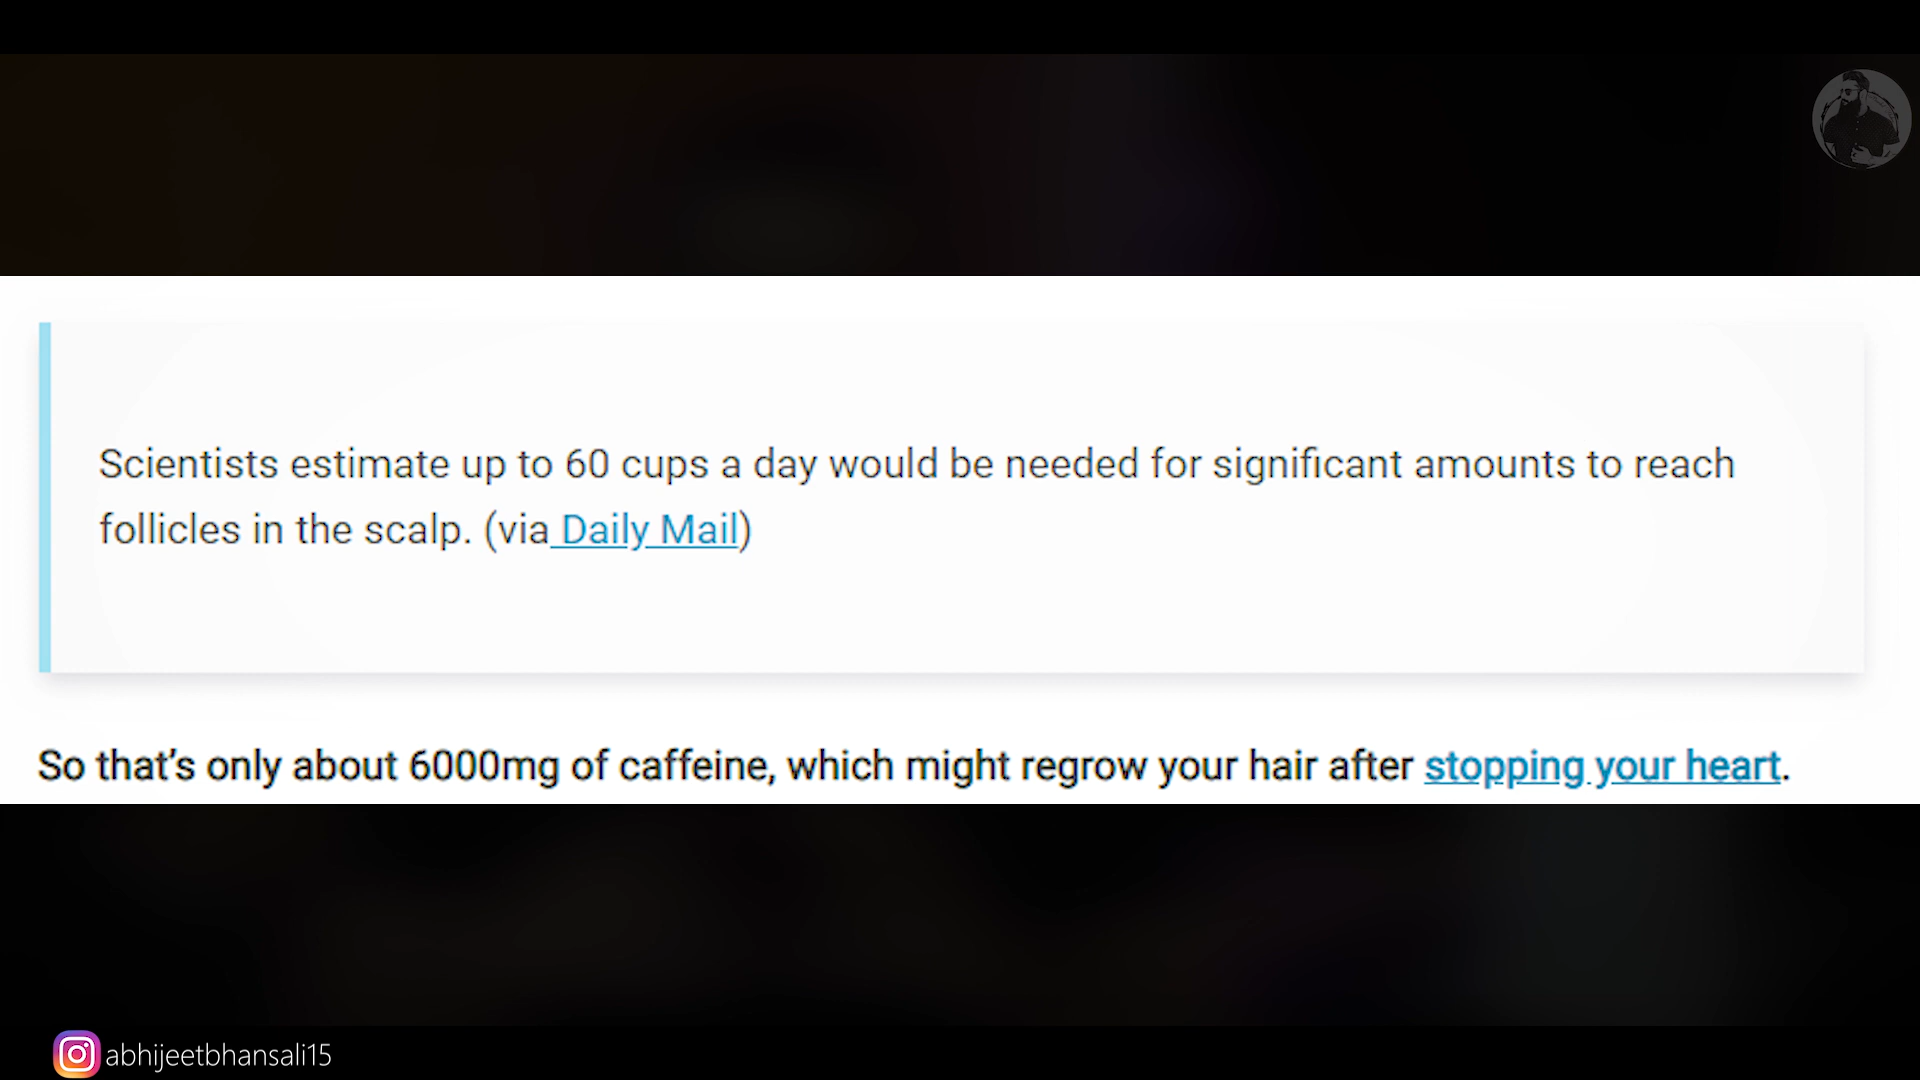 Scientists estimate up to 60 cups a day would be needed for significant amounts to reach
follicles in the scalp. (via Daily Mail)
So that's only about 6000mg of caffeine, which might regrow your hair after stopping your heart.
abhijeetbhansali15